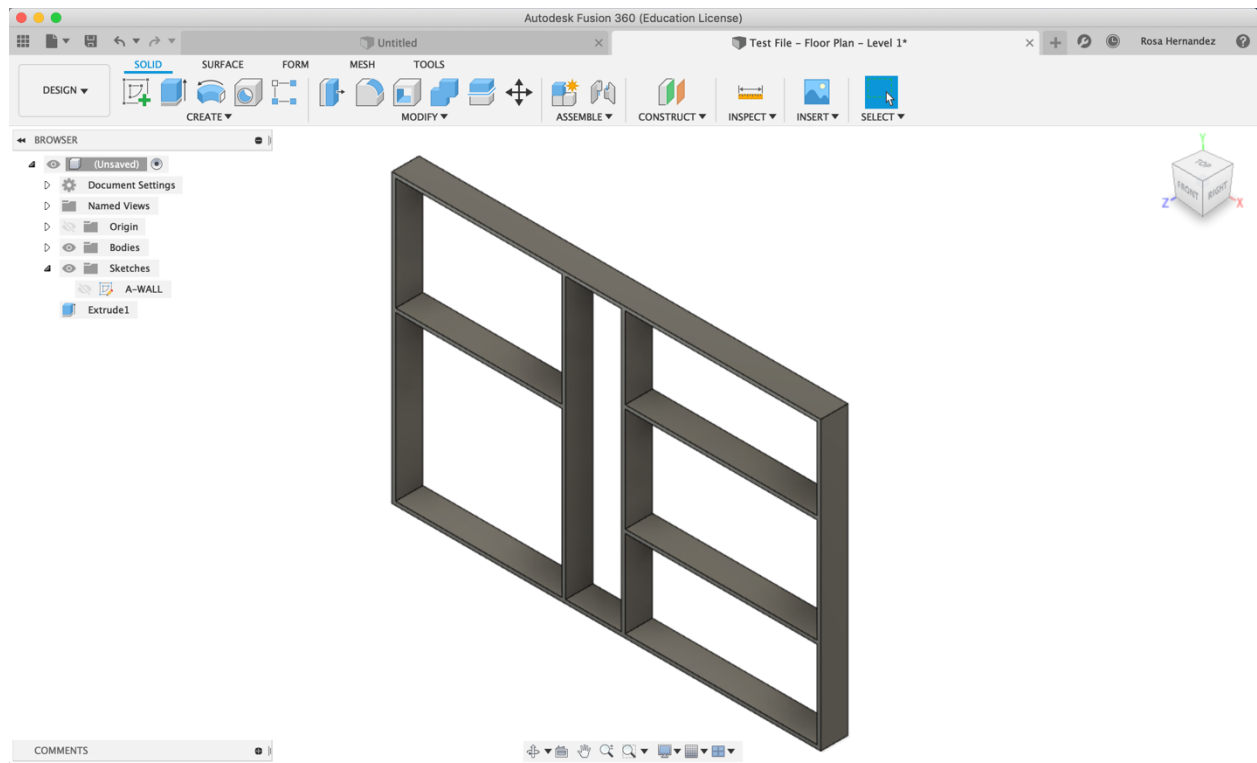 Autodesk Fusion 360 (Education License)
Untitled
Test File – Floor Plan – Level 1*
Rosa Hernandez
SOLID SURFACE FORM MESH TOOLS
DESIGN
CREATE MODIFY ASSEMBLE CONSTRUCT INSPECT INSERT SELECT
BROWSER
(Unsaved)
Document Settings
Named Views
Origin
Bodies
Sketches
A-WALL
Extrude1
Y
TOP
FRONT RIGHT
Z X
COMMENTS